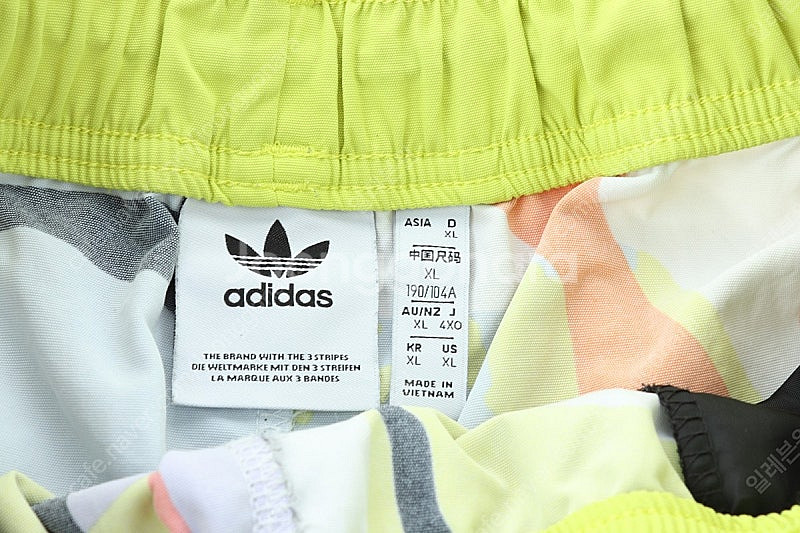 adidas
THE BRAND WITH THE 3 STRIPES
DIE WELTMARKE MIT DEN 3 STREIFEN
LA MARQUE AUX 3 BANDES
ASIA D
XL
中国尺码
XL
190/104A
AU/NZ J
XL 4XO
KR US
XL XL
MADE IN
VIETNAM